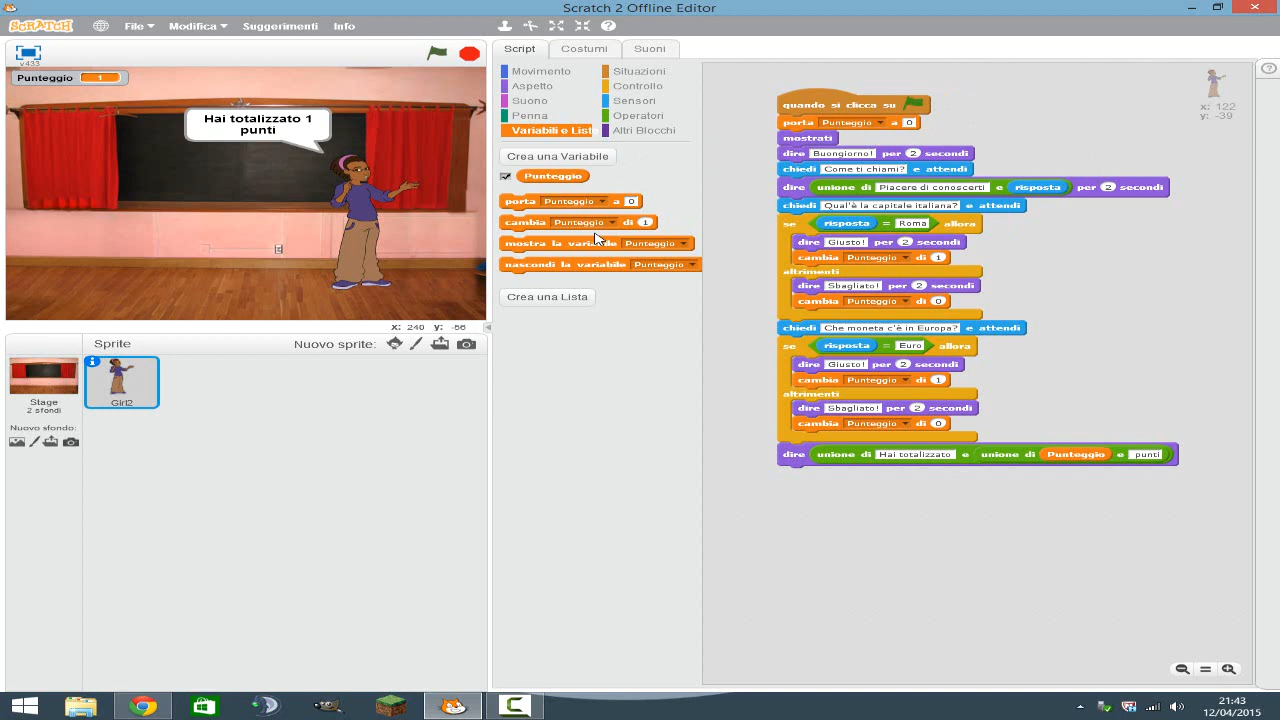 Scratch 2 Offline Editor
SCRATCH File Modifica Suggerimenti Info
v433
Punteggio 1
Hai totalizzato 1
punti
x: 240 y: -66
Sprite Nuovo sprite:
Stage
2 sfondi
Nuovo sfondo:
Girl2
Script Costumi Suoni
Movimento Situazioni
Aspetto Controllo
Suono Sensori
Penna Operatori
Variabili e Liste Altri Blocchi
Crea una Variabile
Punteggio
porta Punteggio a 0
cambia Punteggio di 1
mostra la variabile Punteggio
nascondi la variabile Punteggio
Crea una Lista
quando si clicca su
porta Punteggio a 0
mostrati
dire Buongiorno! per 2 secondi
chiedi Come ti chiami? e attendi
dire unione di Piacere di conoscerti e risposta per 2 secondi
chiedi Qual'è la capitale italiana? e attendi
se risposta = Roma allora
dire Giusto! per 2 secondi
cambia Punteggio di 1
altrimenti
dire Sbagliato! per 2 secondi
cambia Punteggio di 0
chiedi Che moneta c'è in Europa? e attendi
se risposta = Euro allora
dire Giusto! per 2 secondi
cambia Punteggio di 1
altrimenti
dire Sbagliato! per 2 secondi
cambia Punteggio di 0
dire unione di Hai totalizzato e unione di Punteggio e punti
x: 122
y: -39
21:43
12/04/2015